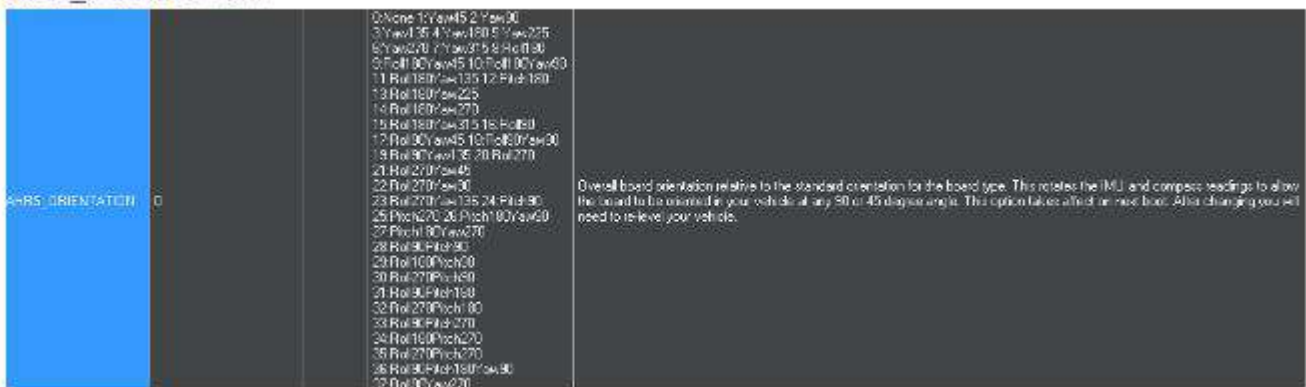 AHRS_ORIENTATION
0
0:None 1:Yaw45 2:Yaw90
3:Yaw135 4:Yaw180 5:Yaw225
6:Yaw270 7:Yaw315 8:Roll180
9:Roll180Yaw45 10:Roll180Yaw90
11:Roll180Yaw135 12:Pitch180
13:Roll180Yaw225
14:Roll180Yaw270
15:Roll180Yaw315 16:Roll90
17:Roll90Yaw45 18:Roll90Yaw90
19:Roll90Yaw135 20:Roll270
21:Roll270Yaw45
22:Roll270Yaw90
23:Roll270Yaw136 24:Pitch90
25:Pitch270 26:Pitch180Yaw90
27:Pitch180Yaw270
28:Roll90Pitch90
29:Roll180Pitch90
30:Roll270Pitch90
31:Roll90Pitch180
32:Roll270Pitch180
33:Roll90Pitch270
34:Roll180Pitch270
35:Roll270Pitch270
36:Roll90Pitch180Yaw90
37:Roll90Yaw270
Overall board orientation relative to the standard orientation for the board type. This rotates the IMU and compass readings to allow
the board to be oriented in your vehicle at any 90 or 45 degree angle. This option takes affect on next boot. After changing you will
need to re-level your vehicle.